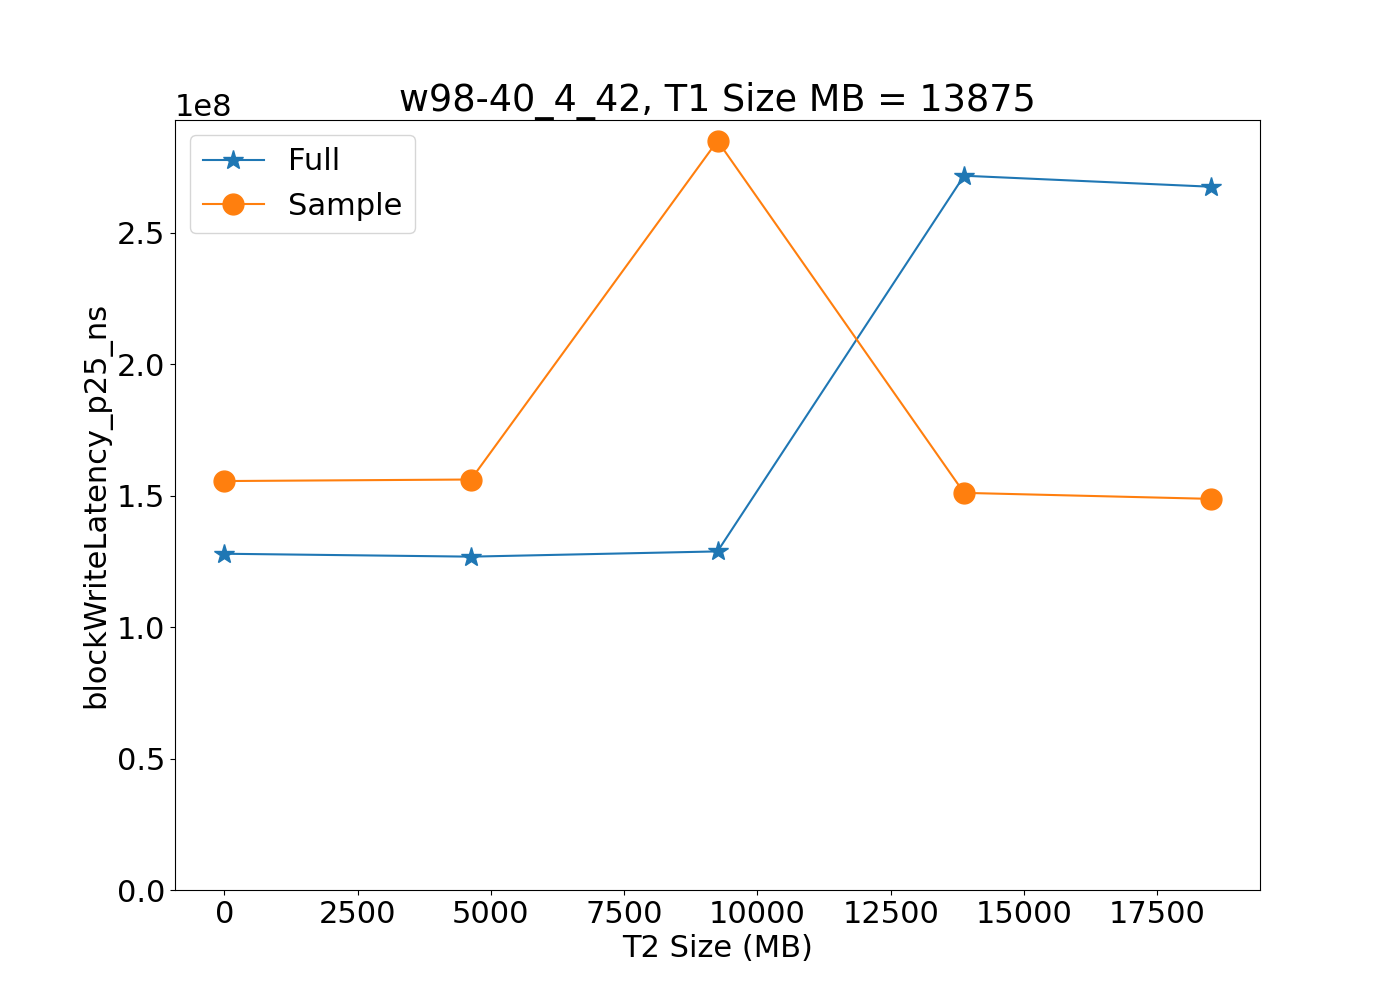 w98-40_4_42, T1 Size MB = 13875
1e8
Full
Sample
2.5
2.0
1.5
1.0
0.5
0.0
blockWriteLatency_p25_ns
0 2500 5000 7500 10000 12500 15000 17500
T2 Size (MB)